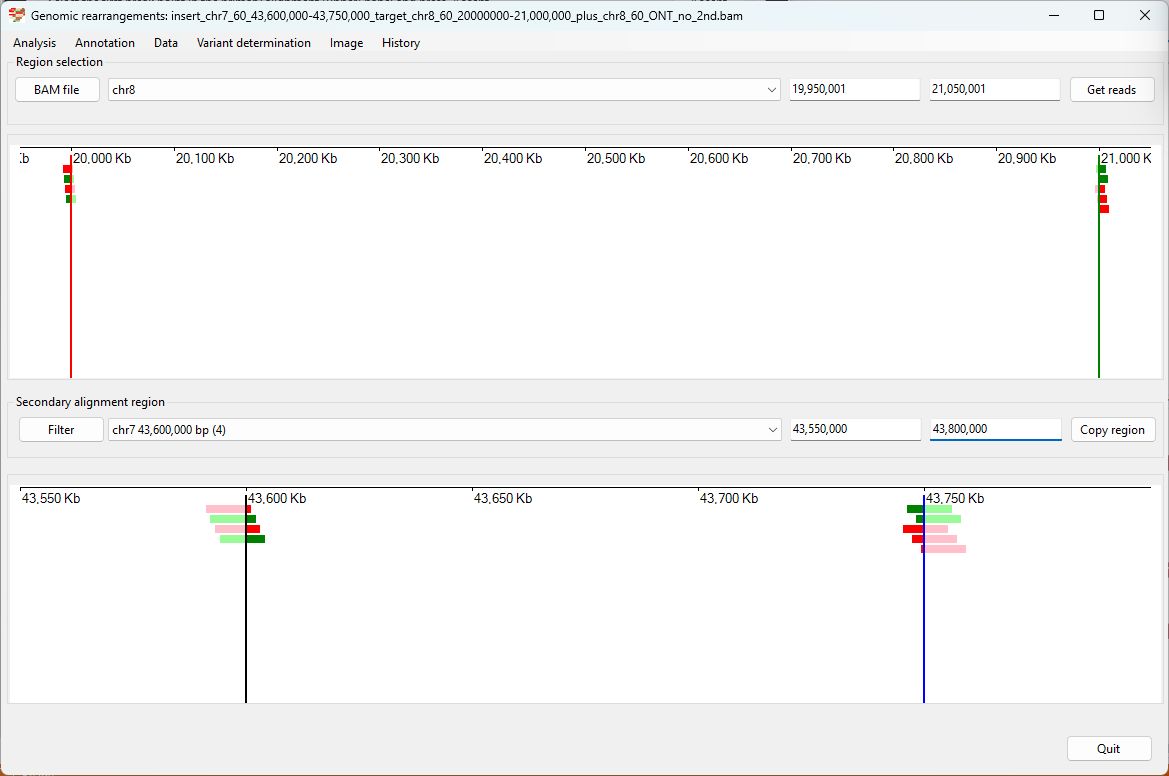 Genomic rearrangements: insert_chr7_60_43,600,000-43,750,000_target_chr8_60_20000000-21,000,000_plus_chr8_60_ONT_no_2nd.bam
Analysis Annotation Data Variant determination Image History
Region selection
BAM file chr8 19,950,001 21,050,001 Get reads
b 20,000 Kb 20,100 Kb 20,200 Kb 20,300 Kb 20,400 Kb 20,500 Kb 20,600 Kb 20,700 Kb 20,800 Kb 20,900 Kb 21,000 K
Secondary alignment region
Filter chr7 43,600,000 bp (4) 43,550,000 43,800,000 Copy region
43,550 Kb 43,600 Kb 43,650 Kb 43,700 Kb 43,750 Kb
Quit